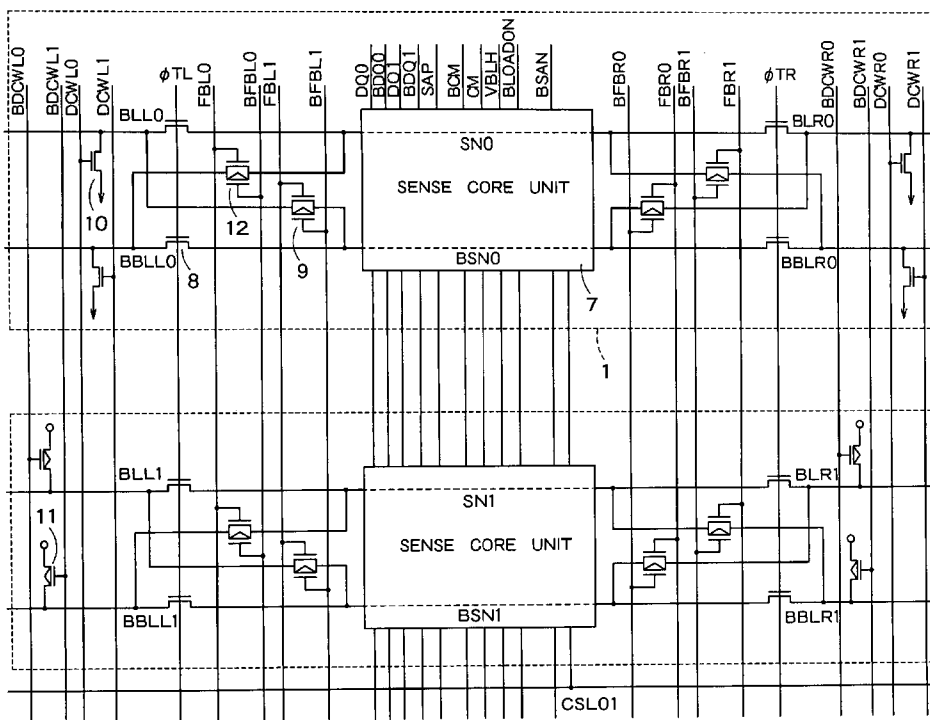 BDCWL0
BDCWL1
DCWL0
DCWL1
φTL
FBL0
BFBL0
FBL1
BFBL1
DQ0
BDQ0
DQ1
BDQ1
SAP
BCM
CM
VBLH
BLOADON
BSAN
BFBR0
FBR0
BFBR1
FBR1
φTR
BDCWR0
BDCWR1
DCWR0
DCWR1
BLL0
SN0
BLR0
SENSE CORE UNIT
10
12
9
8
BBLL0
BSN0
7
BBLR0
1
BLL1
SN1
BLR1
11
SENSE CORE UNIT
BBLL1
BSN1
BBLR1
CSL01